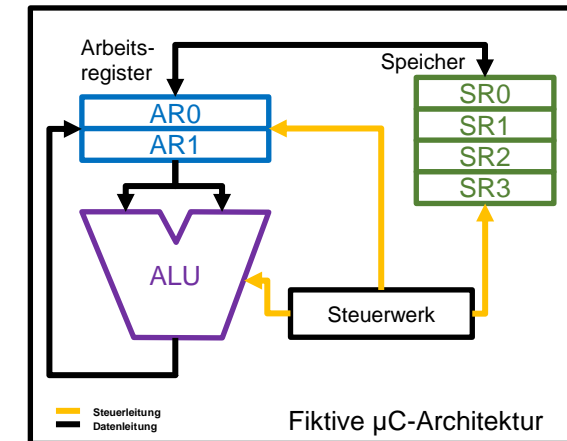 Arbeits-
register
Speicher
AR0
AR1
SR0
SR1
SR2
SR3
ALU
Steuerwerk
Steuerleitung
Datenleitung
Fiktive µC-Architektur